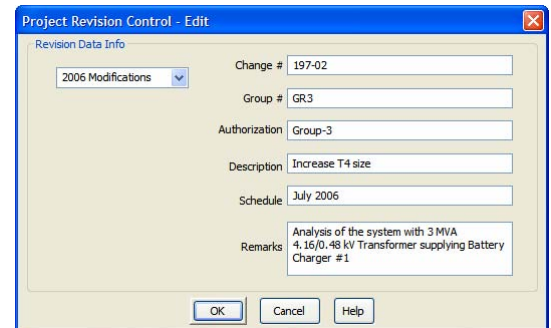 Project Revision Control - Edit
Revision Data Info
2006 Modifications
Change # 197-02
Group # GR3
Authorization Group-3
Description Increase T4 size
Schedule July 2006
Remarks Analysis of the system with 3 MVA
4.16/0.48 kV Transformer supplying Battery
Charger #1
OK Cancel Help